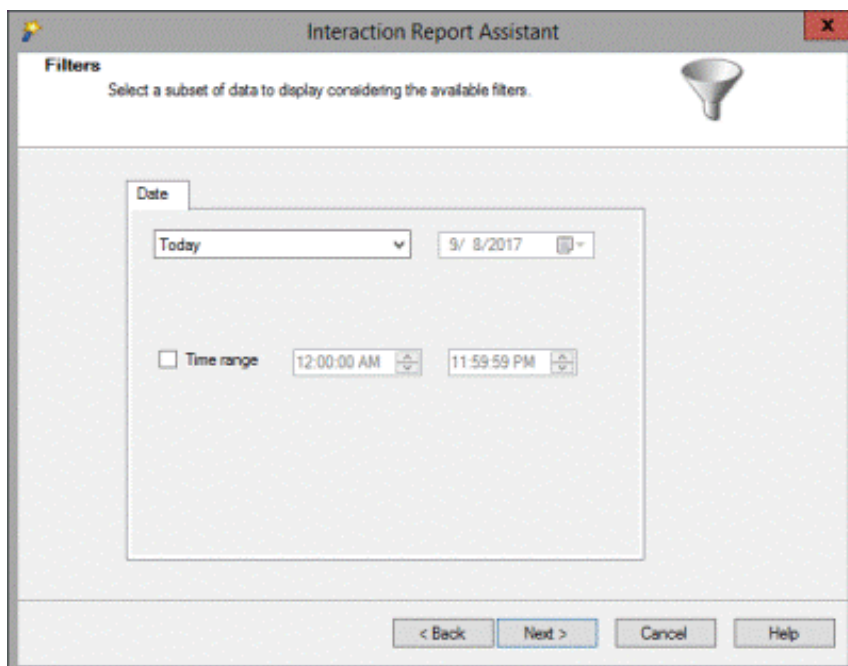 Interaction Report Assistant
x
Filters
Select a subset of data to display considering the available filters.
Date
Today 9/ 8/2017
Time range 12:00:00 AM 11:59:59 PM
< Back Next > Cancel Help